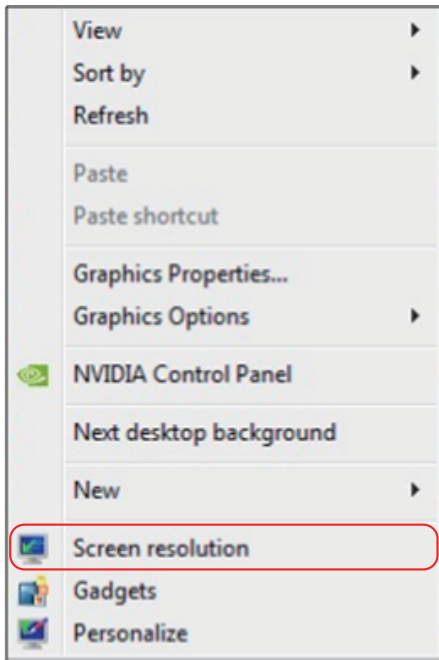 View
Sort by
Refresh
Paste
Paste shortcut
Graphics Properties...
Graphics Options
NVIDIA Control Panel
Next desktop background
New
Screen resolution
Gadgets
Personalize